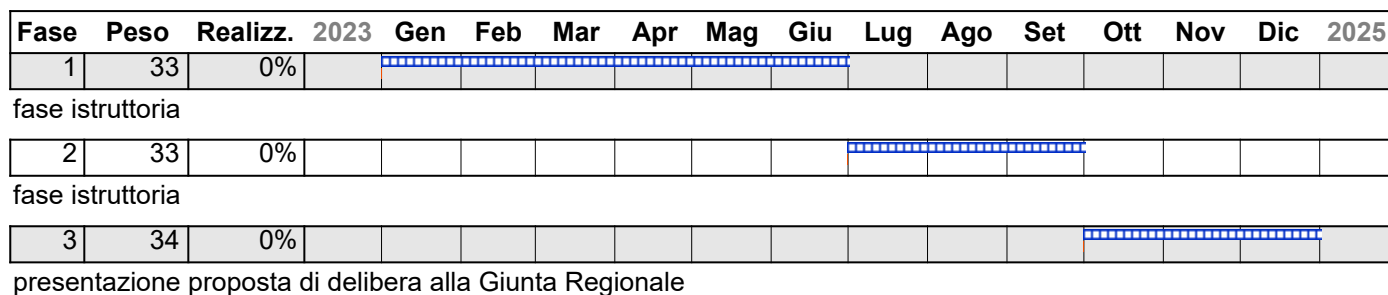 Fase Peso Realizz. 2023 Gen Feb Mar Apr Mag Giu Lug Ago Set Ott Nov Dic 2025
1 33 0%
fase istruttoria
2 33 0%
fase istruttoria
3 34 0%
presentazione proposta di delibera alla Giunta Regionale